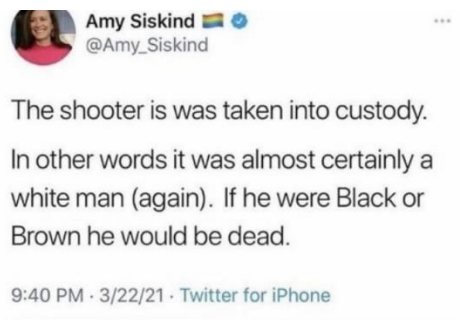 Amy Siskind 🏳️‍🌈
@Amy_Siskind
The shooter is was taken into custody.
In other words it was almost certainly a
white man (again). If he were Black or
Brown he would be dead.
9:40 PM · 3/22/21 · Twitter for iPhone